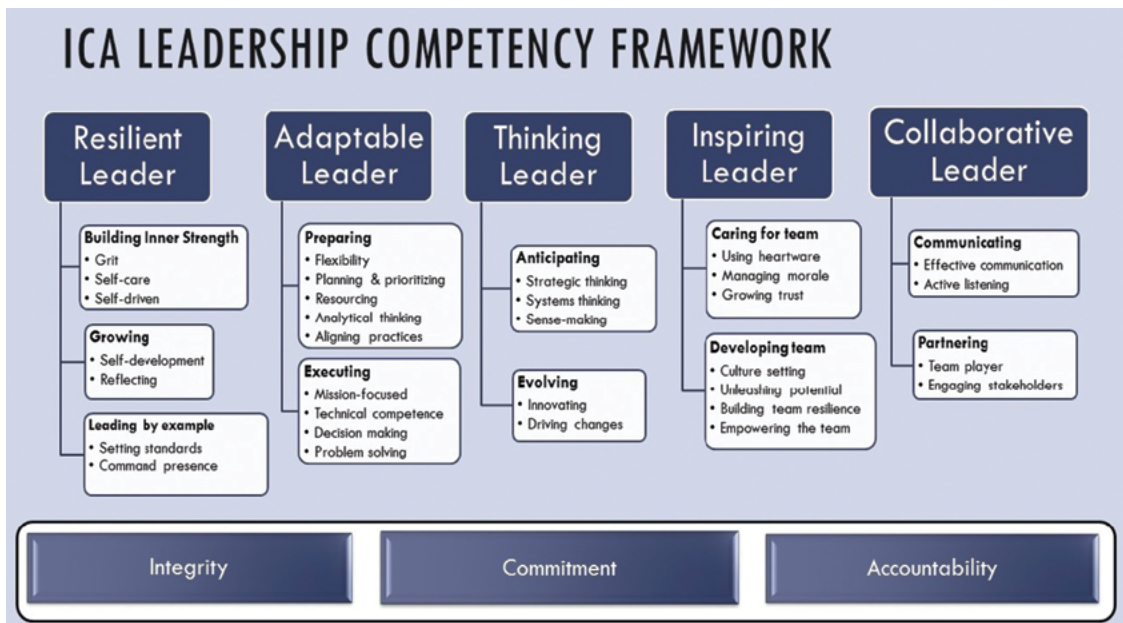 ICA LEADERSHIP COMPETENCY FRAMEWORK
Resilient
Leader
Building Inner Strength
• Grit
• Self-care
• Self-driven
Growing
• Self-development
• Reflecting
Leading by example
• Setting standards
• Command presence
Adaptable
Leader
Preparing
• Flexibility
• Planning & prioritizing
• Resourcing
• Analytical thinking
• Aligning practices
Executing
• Mission-focused
• Technical competence
• Decision making
• Problem solving
Thinking
Leader
Anticipating
• Strategic thinking
• Systems thinking
• Sense-making
Evolving
• Innovating
• Driving changes
Inspiring
Leader
Caring for team
• Using heartware
• Managing morale
• Growing trust
Developing team
• Culture setting
• Unleashing potential
• Building team resilience
• Empowering the team
Collaborative
Leader
Communicating
• Effective communication
• Active listening
Partnering
• Team player
• Engaging stakeholders
Integrity
Commitment
Accountability